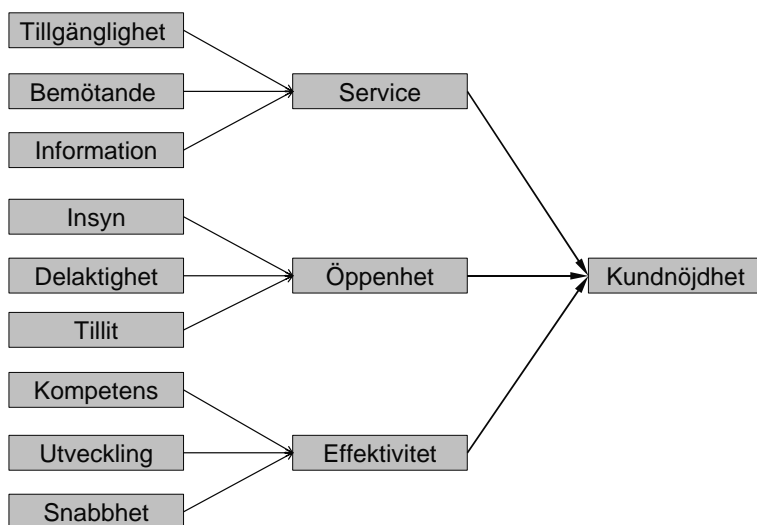 Tillgänglighet
Bemötande
Information
Service
Insyn
Delaktighet
Tillit
Öppenhet
Kundnöjdhet
Kompetens
Utveckling
Snabbhet
Effektivitet